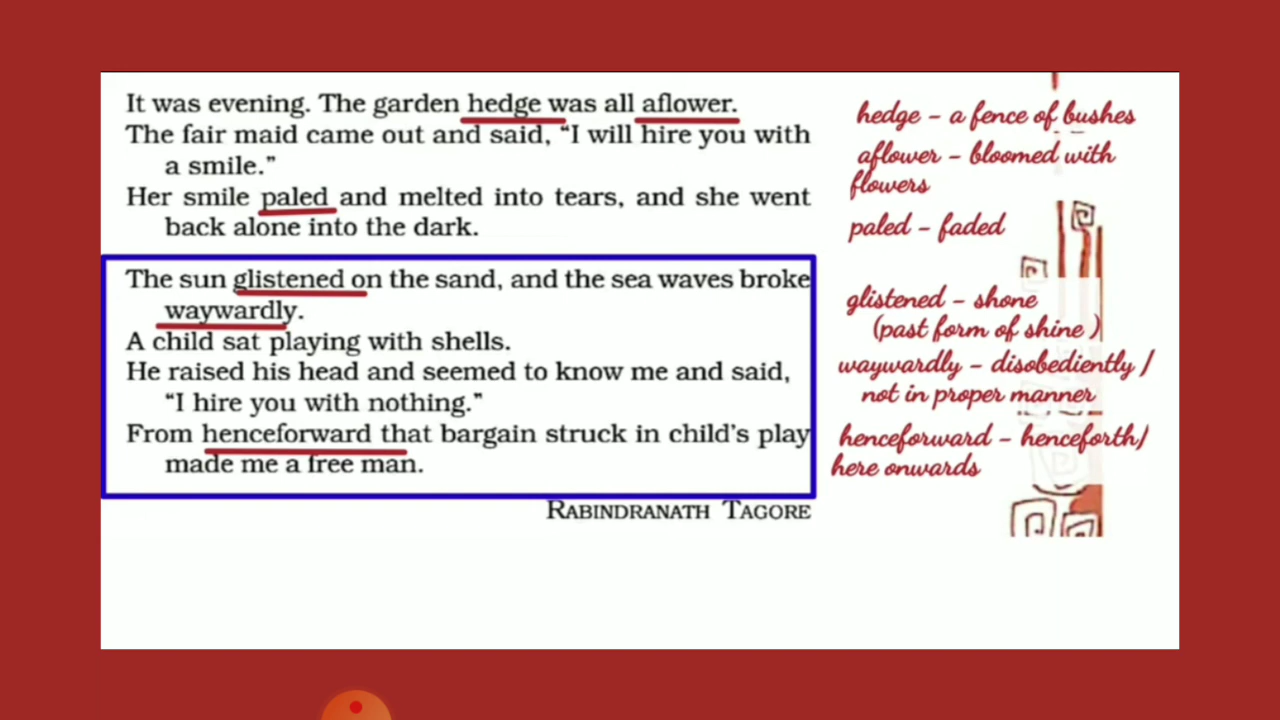 It was evening. The garden hedge was all aflower.
The fair maid came out and said, “I will hire you with
a smile.”
Her smile paled and melted into tears, and she went
back alone into the dark.
The sun glistened on the sand, and the sea waves broke
waywardly.
A child sat playing with shells.
He raised his head and seemed to know me and said,
“I hire you with nothing.”
From henceforward that bargain struck in child’s play
made me a free man.
RABINDRANATH TAGORE
hedge - a fence of bushes
aflower - bloomed with
flowers
paled - faded
glistened - shone
(past form of shine )
waywardly - disobediently /
not in proper manner
henceforward - henceforth/
here onwards